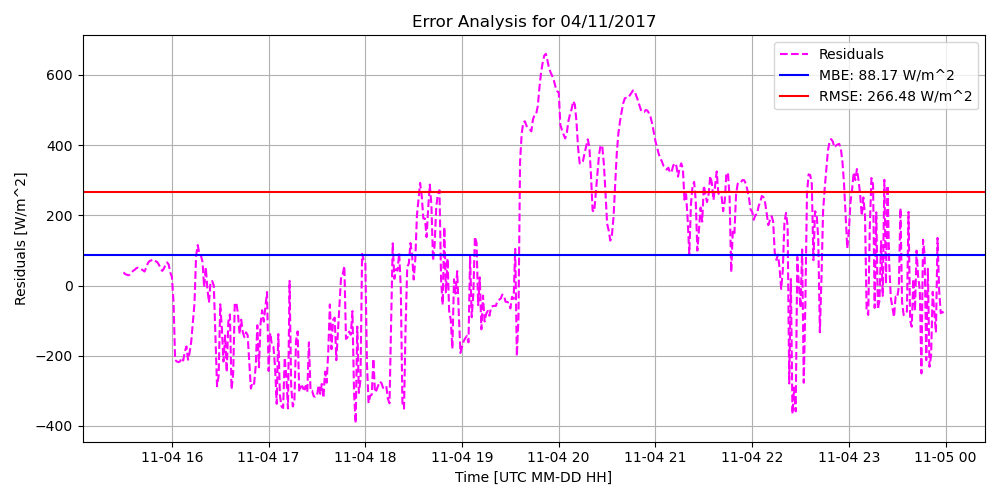 Error Analysis for 04/11/2017
Residuals
MBE: 88.17 W/m^2
RMSE: 266.48 W/m^2
Residuals [W/m^2]
600
400
200
0
−200
−400
11-04 16 11-04 17 11-04 18 11-04 19 11-04 20 11-04 21 11-04 22 11-04 23 11-05 00
Time [UTC MM-DD HH]